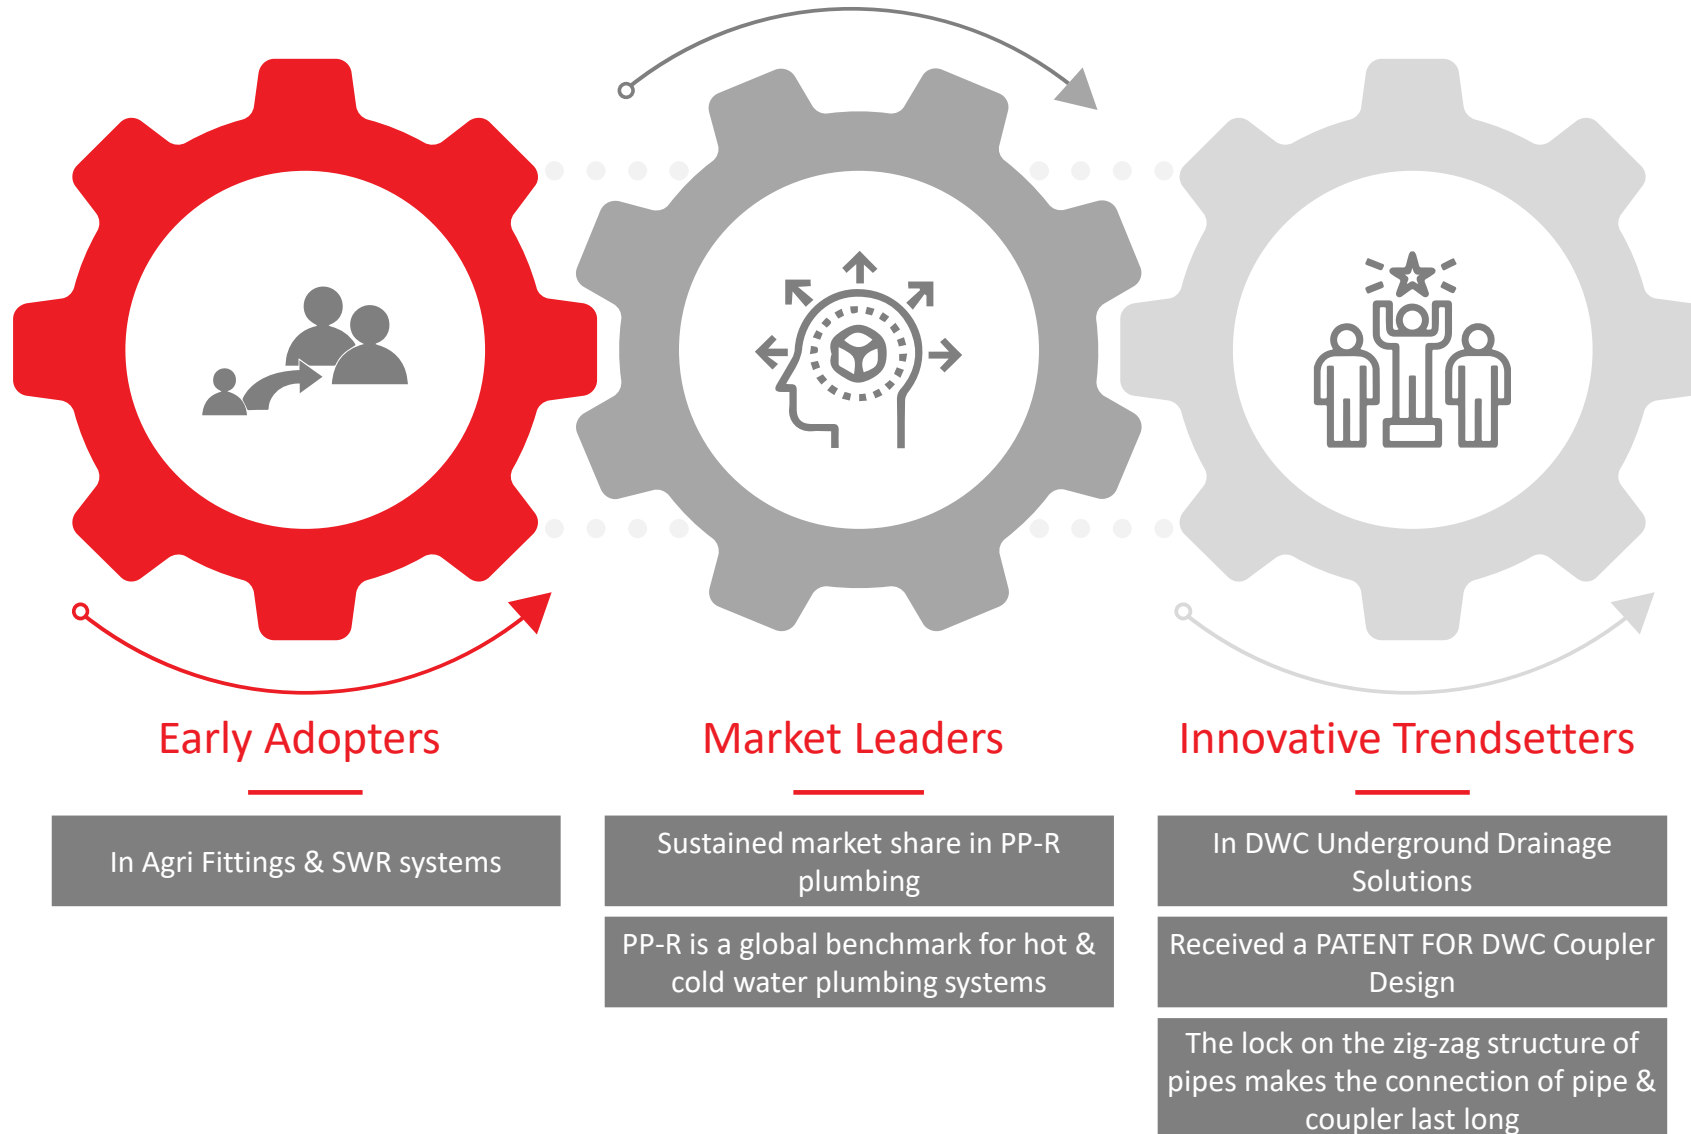 Early Adopters
In Agri Fittings & SWR systems
Market Leaders
Sustained market share in PP-R
plumbing
PP-R is a global benchmark for hot &
cold water plumbing systems
Innovative Trendsetters
In DWC Underground Drainage
Solutions
Received a PATENT FOR DWC Coupler
Design
The lock on the zig-zag structure of
pipes makes the connection of pipe &
coupler last long